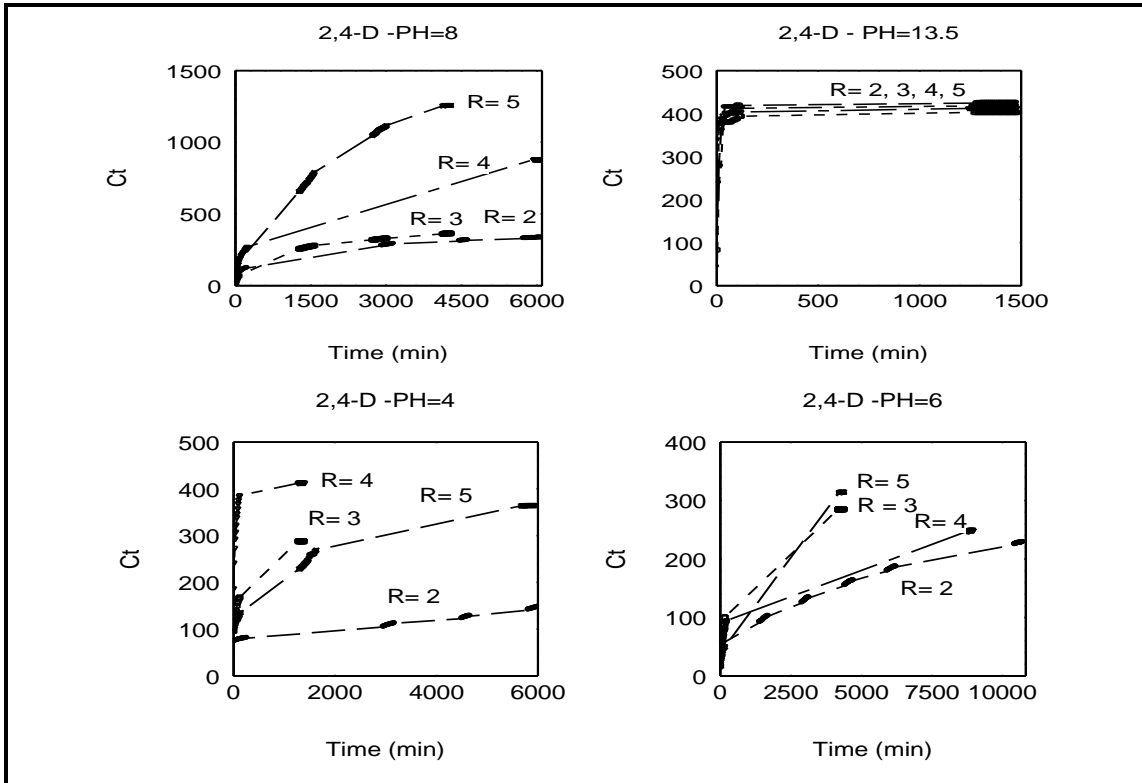 2,4-D -PH=8
1500
1000
500
0
Ct
R= 5
R= 4
R= 3
R= 2
0 1500 3000 4500 6000
Time (min)
2,4-D - PH=13.5
500
400
300
200
100
0
Ct
R= 2, 3, 4, 5
0 500 1000 1500
Time (min)
2,4-D -PH=4
500
400
300
200
100
0
Ct
R= 4
R= 5
R= 3
R= 2
0 2000 4000 6000
Time (min)
2,4-D -PH=6
400
300
200
100
0
Ct
R= 5
R= 3
R= 4
R= 2
0 2500 5000 7500 10000
Time (min)